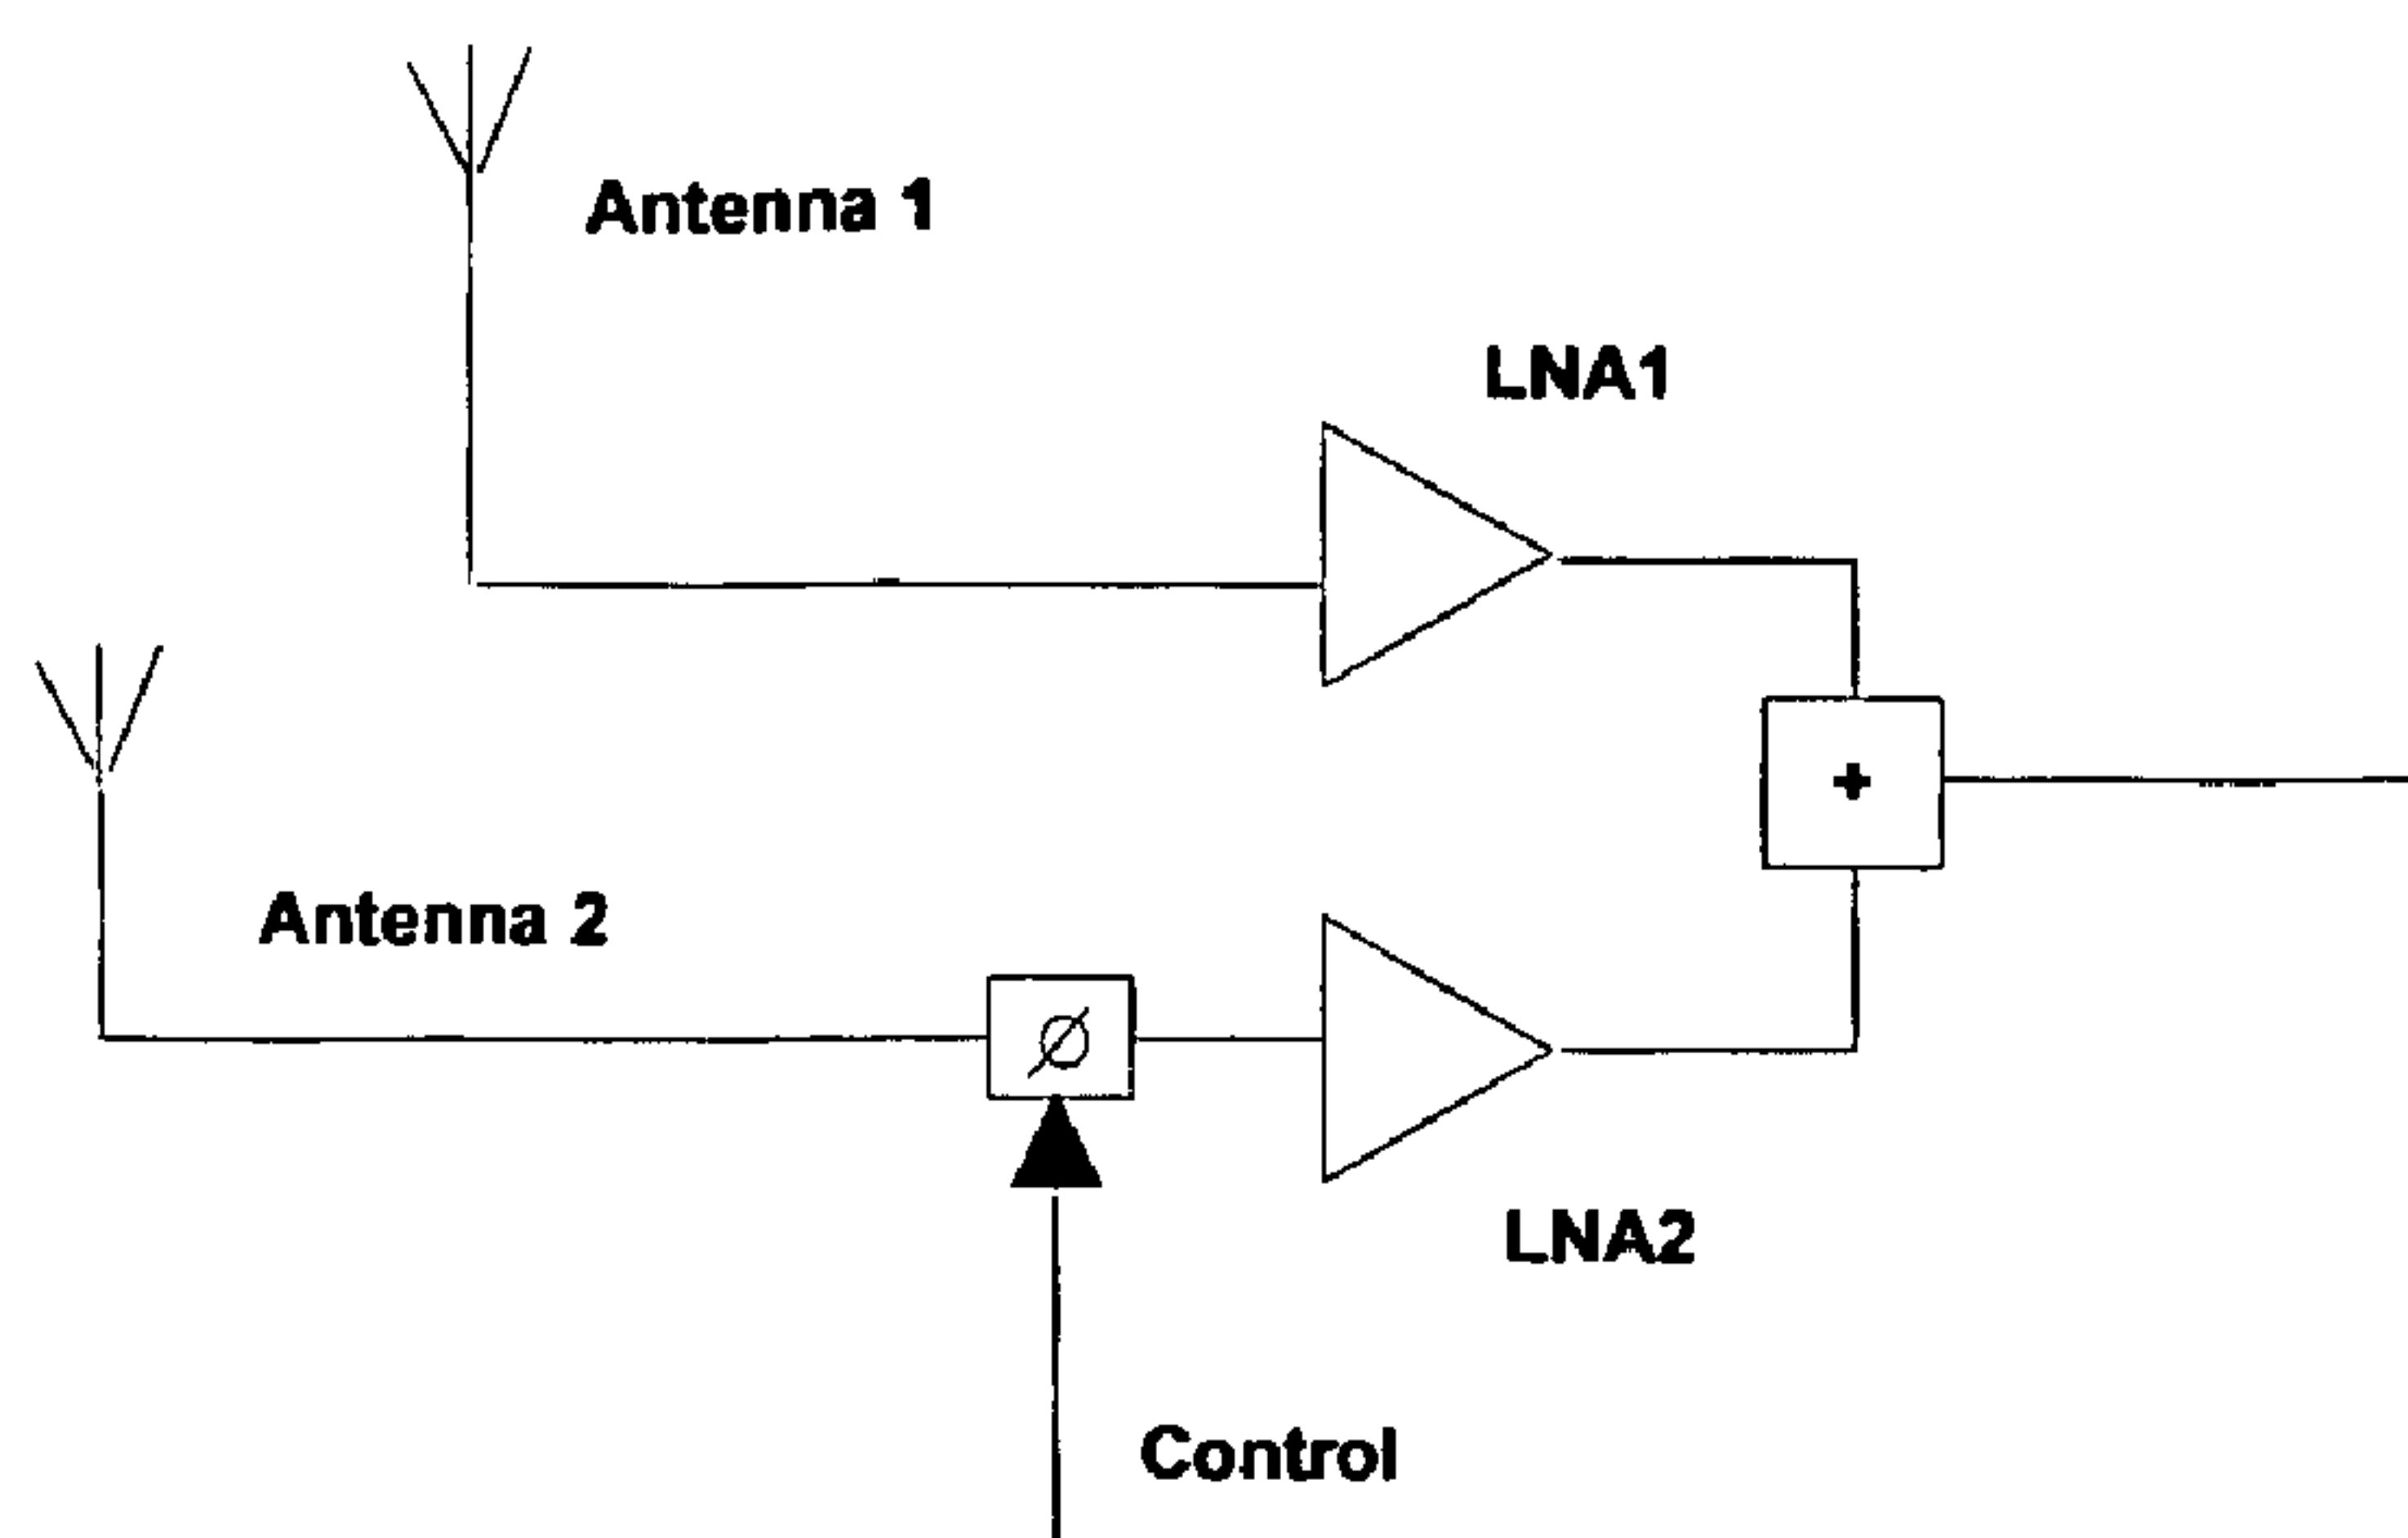 Antenna 1
LNA1
+
Antenna 2
Ø
LNA2
Control